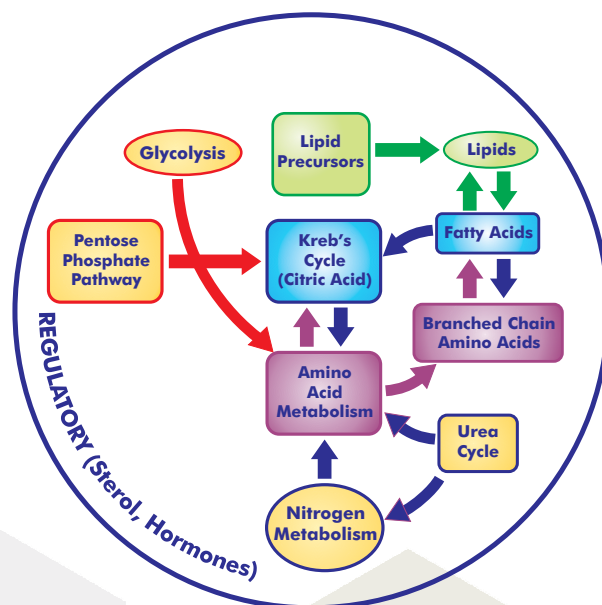 Glycolysis
Lipid
Precursors
Lipids
Pentose
Phosphate
Pathway
Kreb's
Cycle
(Citric Acid)
Fatty Acids
Branched Chain
Amino Acids
Amino
Acid
Metabolism
Urea
Cycle
Nitrogen
Metabolism
REGULATORY (Sterol, Hormones)